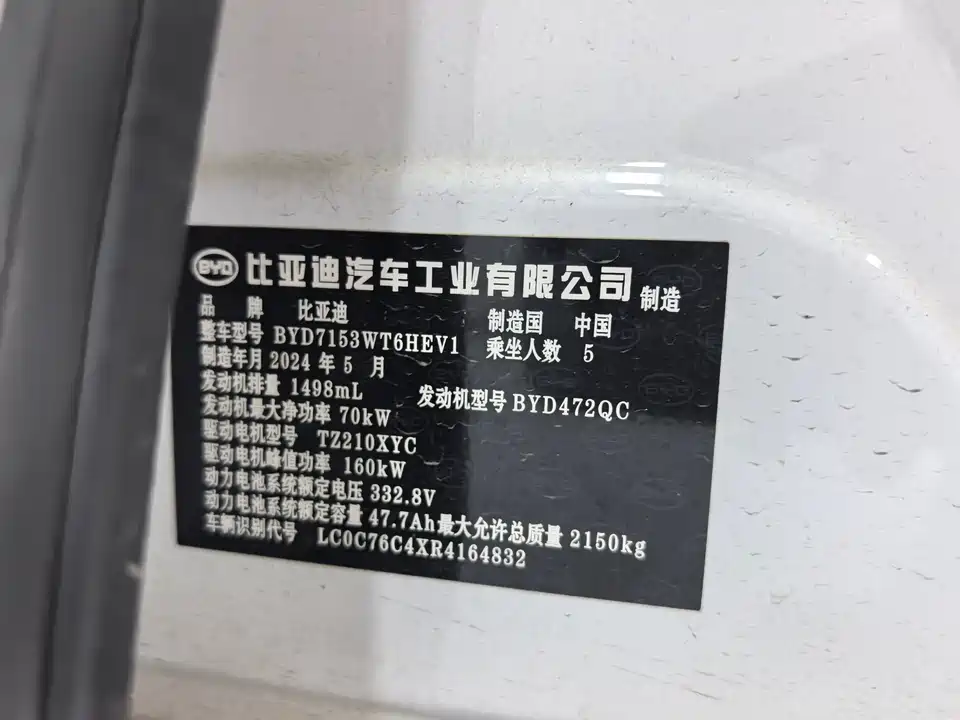 BYD 比亚迪汽车工业有限公司 制造
品 牌 比亚迪 制造国 中国
整车型号 BYD7153WT6HEV1 乘坐人数 5
制造年月 2024 年 5 月
发动机排量 1498mL 发动机型号 BYD472QC
发动机最大净功率 70kW
驱动电机型号 TZ210XYC
驱动电机峰值功率 160kW
动力电池系统额定电压 332.8V
动力电池系统额定容量 47.7Ah 最大允许总质量 2150kg
车辆识别代号 LC0C76C4XR4164832